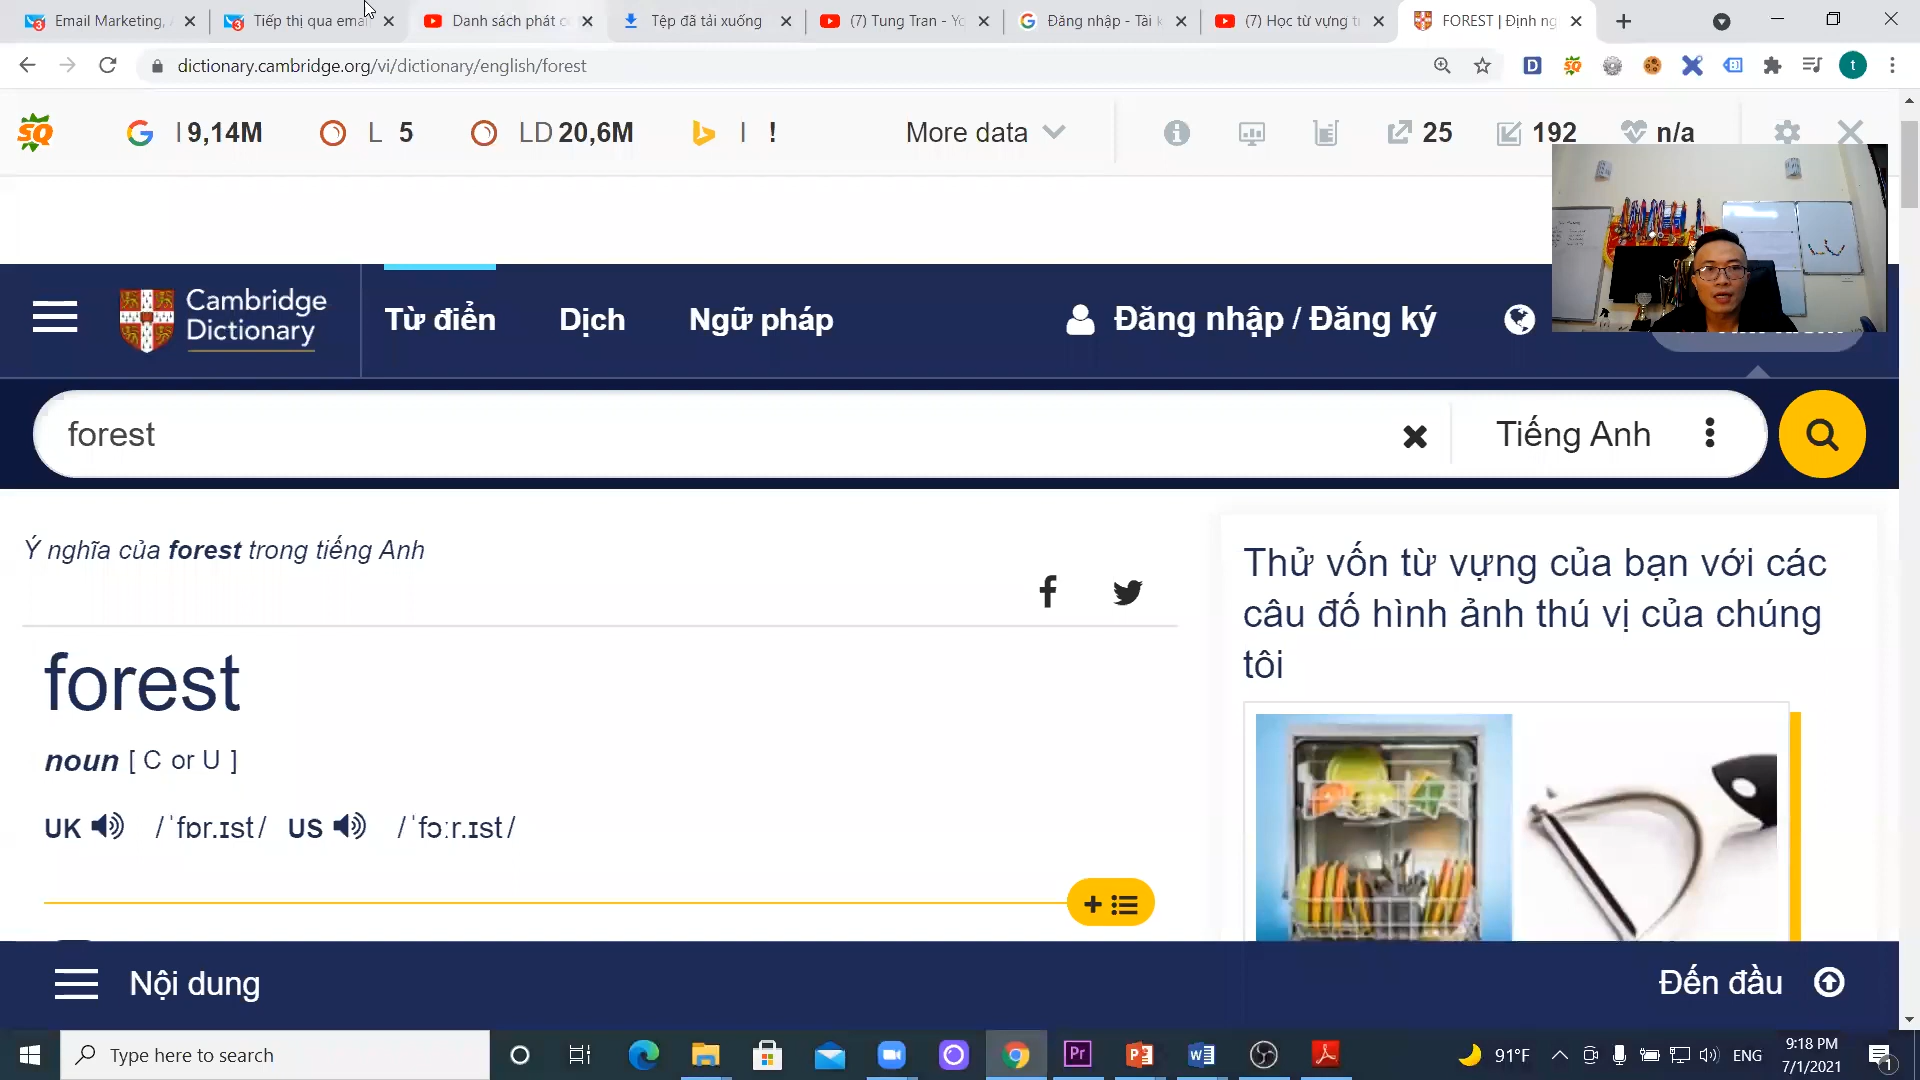 Email Marketing,
Tiếp thị qua emai
Danh sách phát c
Tệp đã tải xuống
(7) Tung Tran - Yo
Đăng nhập - Tài k
(7) Học từ vựng t
FOREST | Định ng
dictionary.cambridge.org/vi/dictionary/english/forest
t
SQ
I 9,14M
L 5
LD 20,6M
I !
More data
25
192
n/a
Cambridge
Dictionary
Từ điển
Dịch
Ngữ pháp
Đăng nhập / Đăng ký
forest
Tiếng Anh
Ý nghĩa của forest trong tiếng Anh
Thử vốn từ vựng của bạn với các
câu đố hình ảnh thú vị của chúng
tôi
forest
noun [ C or U ]
UK /ˈfɒr.ɪst/ US /ˈfɔːr.ɪst/
Nội dung
Đến đầu
Type here to search
91°F
ENG
9:18 PM
7/1/2021
1